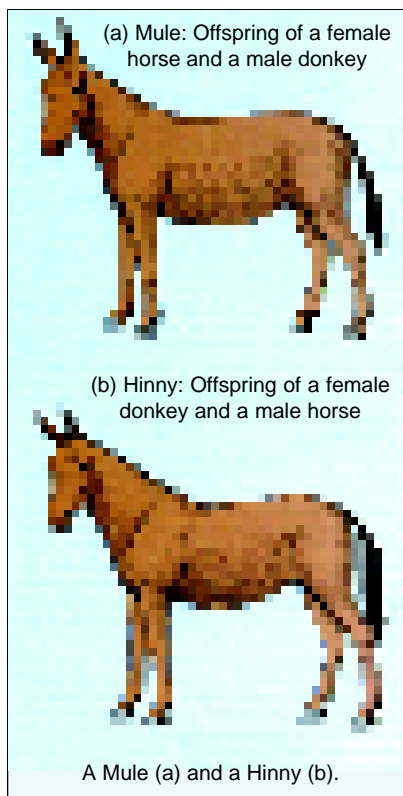 (a) Mule: Offspring of a female
horse and a male donkey
(b) Hinny: Offspring of a female
donkey and a male horse
A Mule (a) and a Hinny (b).